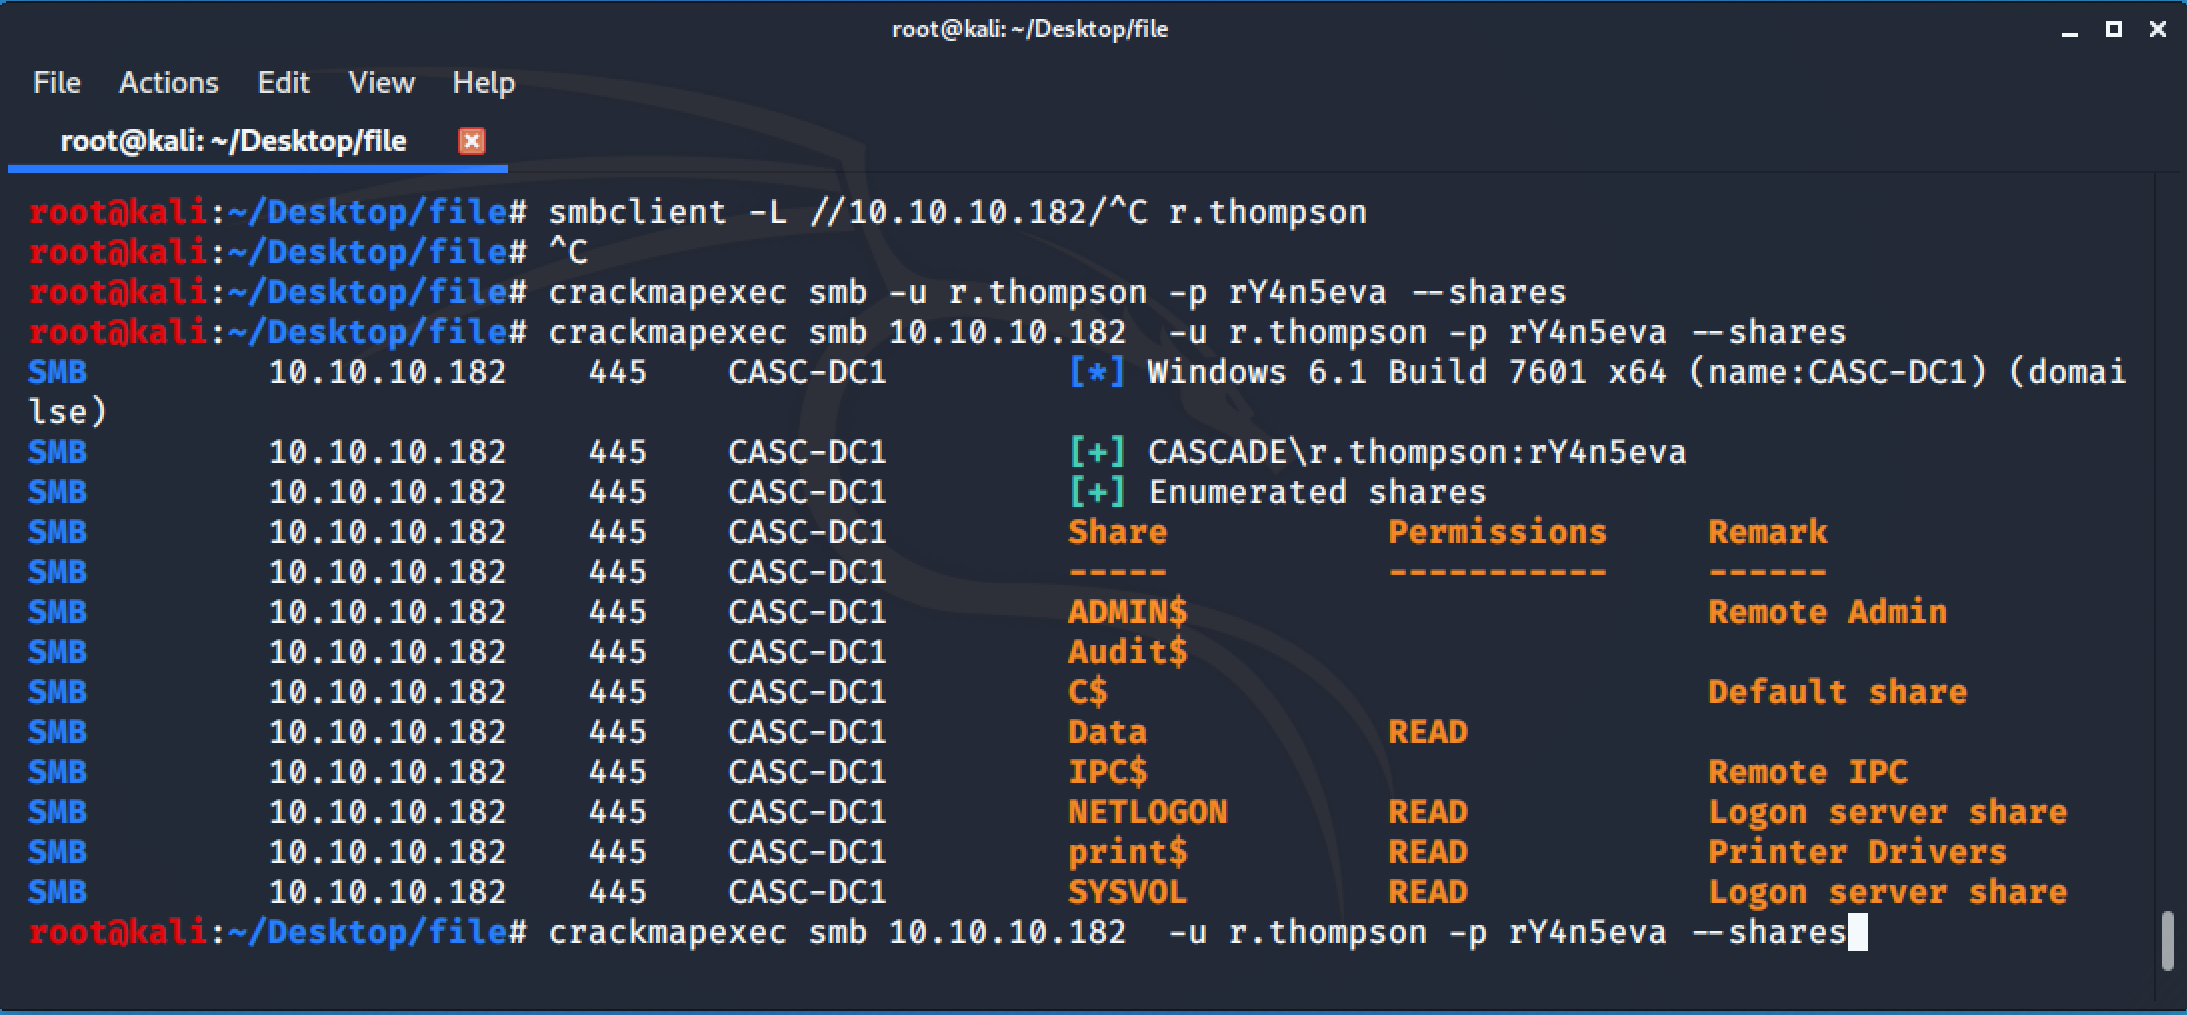 root@kali: ~/Desktop/file
File Actions Edit View Help
root@kali: ~/Desktop/file
root@kali:~/Desktop/file# smbclient -L //10.10.10.182/^C r.thompson
root@kali:~/Desktop/file# ^C
root@kali:~/Desktop/file# crackmapexec smb -u r.thompson -p rY4n5eva --shares
root@kali:~/Desktop/file# crackmapexec smb 10.10.10.182  -u r.thompson -p rY4n5eva --shares
SMB 10.10.10.182 445 CASC-DC1 [*] Windows 6.1 Build 7601 x64 (name:CASC-DC1) (domai
lse)
SMB 10.10.10.182 445 CASC-DC1 [+] CASCADE\r.thompson:rY4n5eva
SMB 10.10.10.182 445 CASC-DC1 [+] Enumerated shares
SMB 10.10.10.182 445 CASC-DC1 Share Permissions Remark
SMB 10.10.10.182 445 CASC-DC1 ----- ----------- ------
SMB 10.10.10.182 445 CASC-DC1 ADMIN$ Remote Admin
SMB 10.10.10.182 445 CASC-DC1 Audit$
SMB 10.10.10.182 445 CASC-DC1 C$ Default share
SMB 10.10.10.182 445 CASC-DC1 Data READ
SMB 10.10.10.182 445 CASC-DC1 IPC$ Remote IPC
SMB 10.10.10.182 445 CASC-DC1 NETLOGON READ Logon server share
SMB 10.10.10.182 445 CASC-DC1 print$ READ Printer Drivers
SMB 10.10.10.182 445 CASC-DC1 SYSVOL READ Logon server share
root@kali:~/Desktop/file# crackmapexec smb 10.10.10.182  -u r.thompson -p rY4n5eva --shares